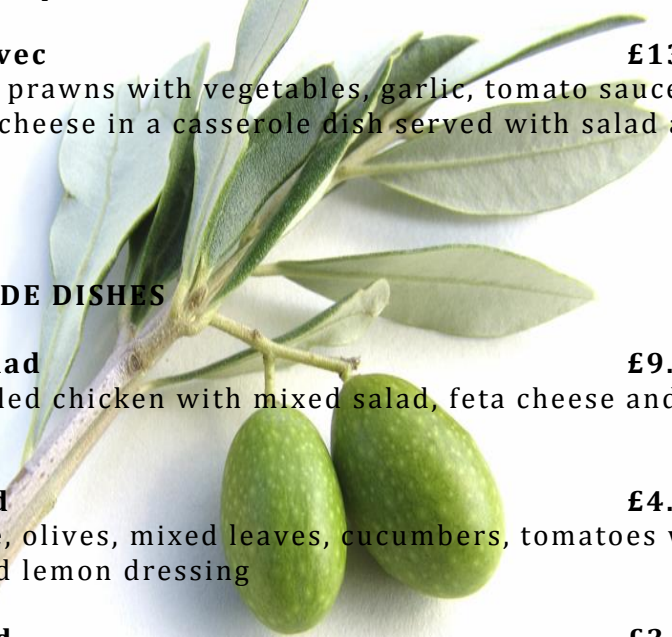 vec £13
prawns with vegetables, garlic, tomato sauce
cheese in a casserole dish served with salad a
DE DISHES
ad £9.
led chicken with mixed salad, feta cheese and
d £4.
, olives, mixed leaves, cucumbers, tomatoes
d lemon dressing